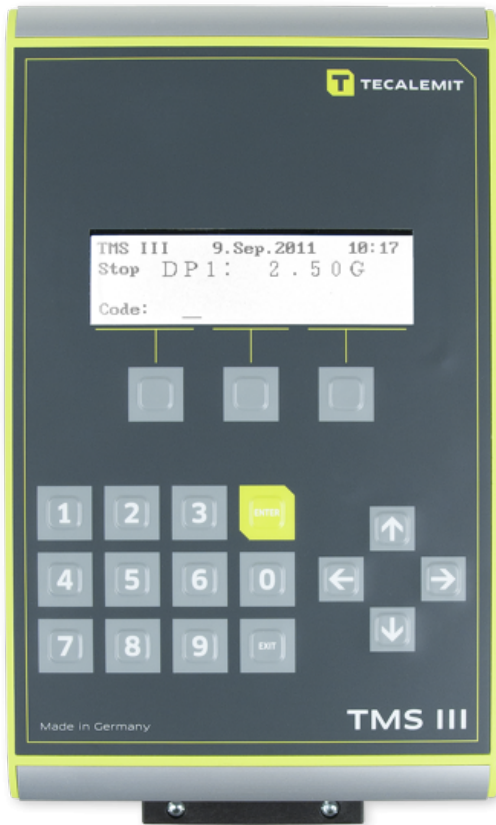 T TECALEMIT
TMS III 9.Sep.2011 10:17
Stop DP1: 2.50G
Code: _
1 2 3 ENTER
4 5 6 0
7 8 9 EXIT
Made in Germany
TMS III